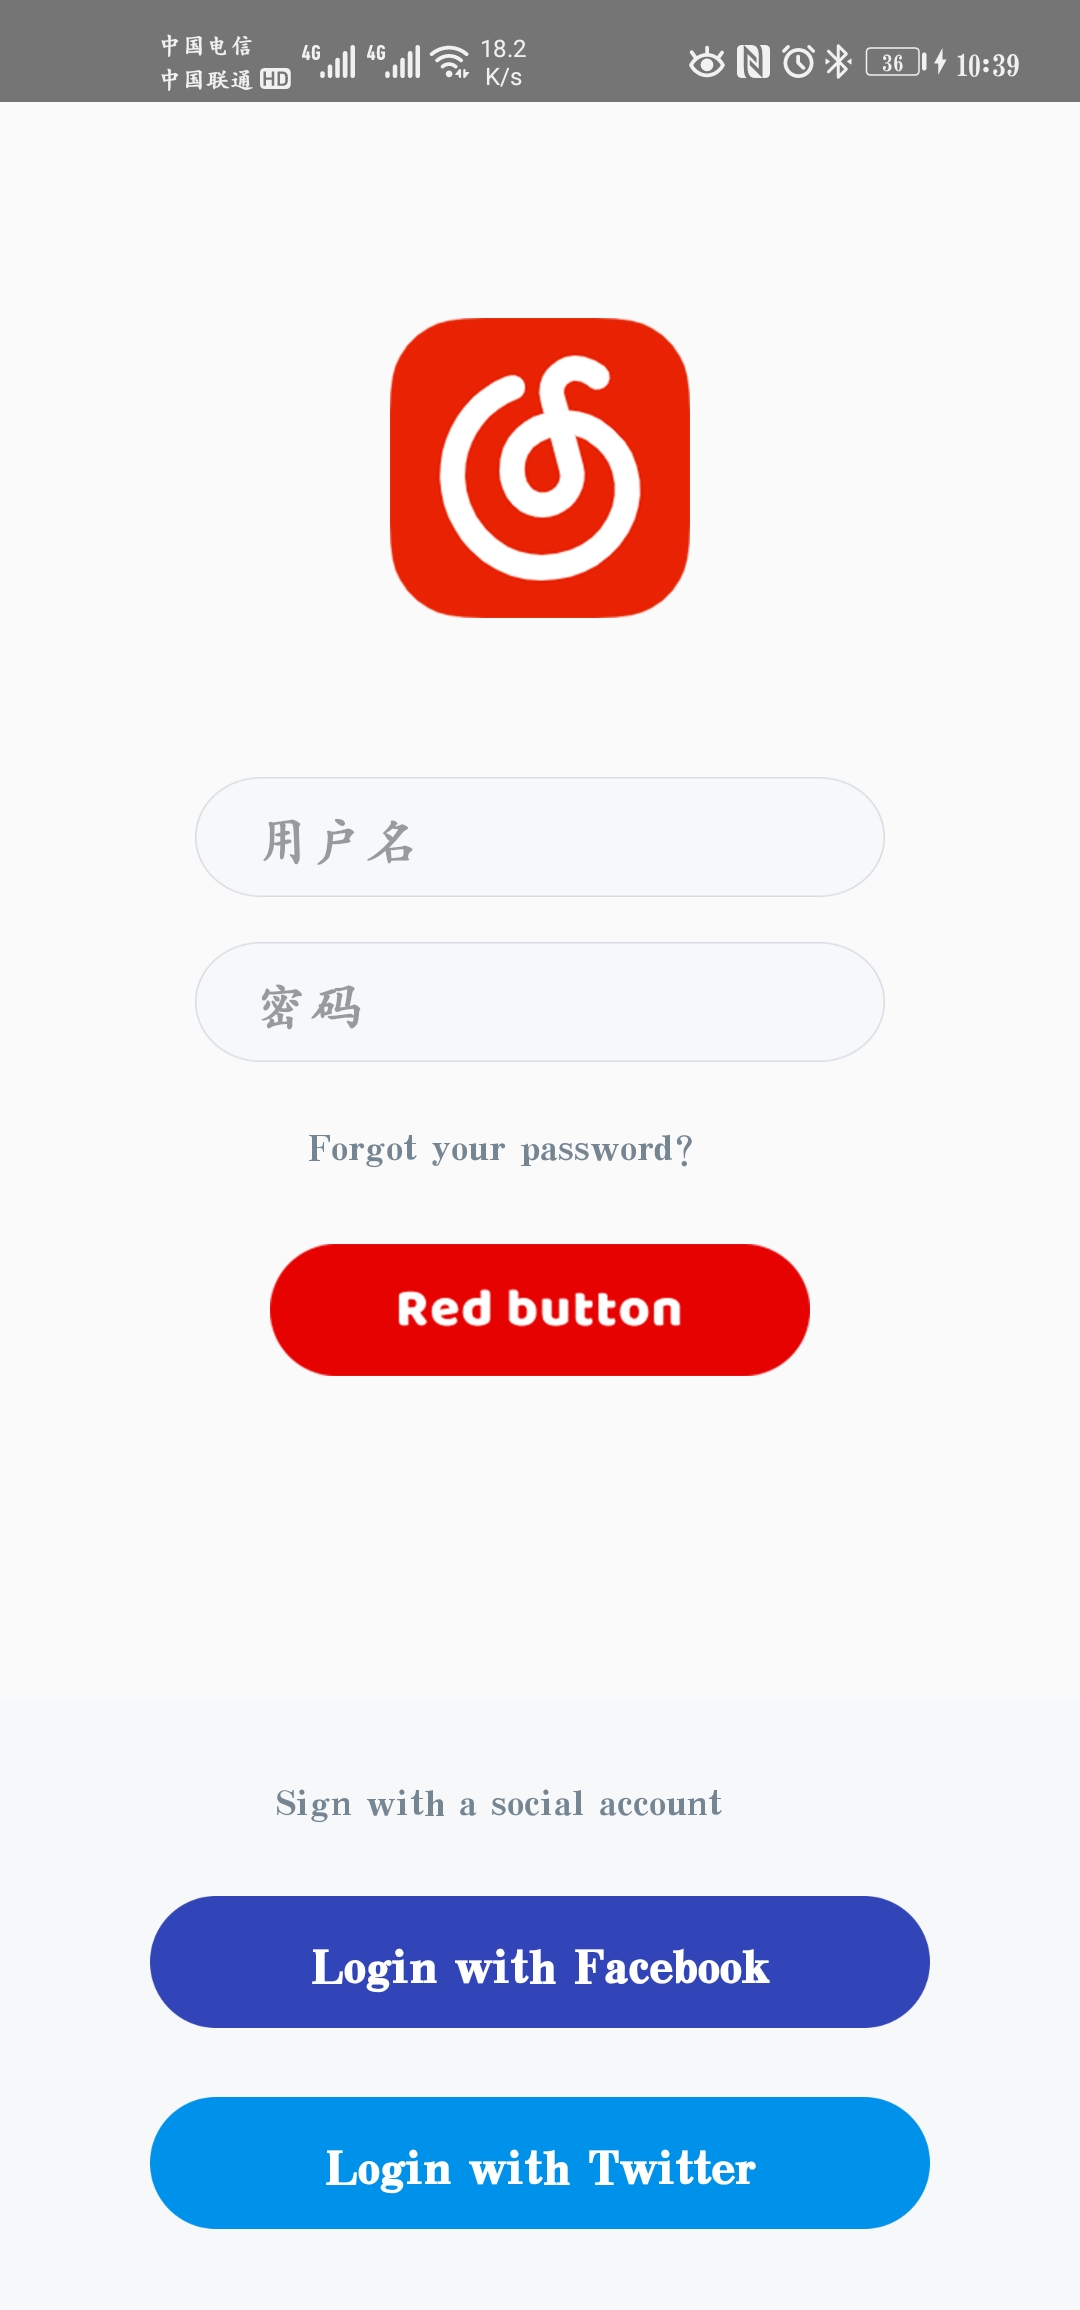 中国电信
中国联通 HD
4G 4G 18.2 K/s
36 10:39
用户名
密码
Forgot your password?
Red button
Sign with a social account
Login with Facebook
Login with Twitter